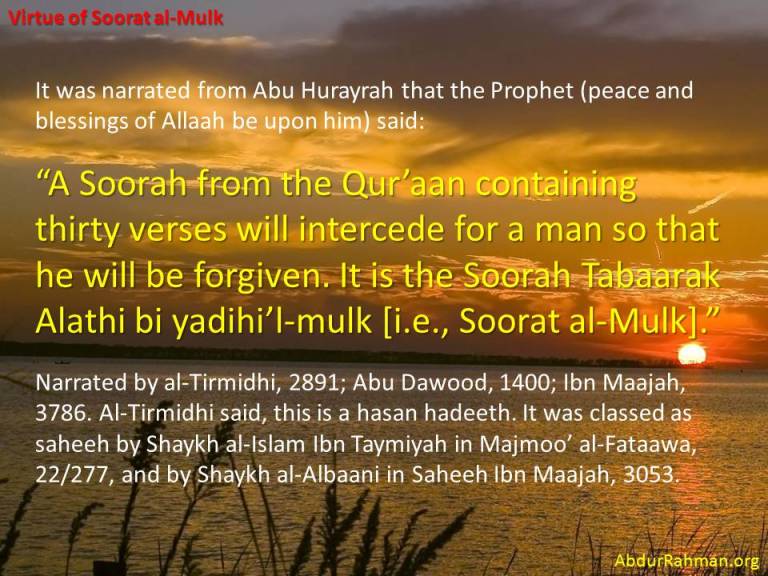 Virtue of Soorat al-Mulk
It was narrated from Abu Hurayrah that the Prophet (peace and
blessings of Allaah be upon him) said:
“A Soorah from the Qur’aan containing
thirty verses will intercede for a man so that
he will be forgiven. It is the Soorah Tabaarak
Alathi bi yadihi’l-mulk [i.e., Soorat al-Mulk].”
Narrated by al-Tirmidhi, 2891; Abu Dawood, 1400; Ibn Maajah,
3786. Al-Tirmidhi said, this is a hasan hadeeth. It was classed as
saheeh by Shaykh al-Islam Ibn Taymiyah in Majmoo’ al-Fataawa,
22/277, and by Shaykh al-Albaani in Saheeh Ibn Maajah, 3053.
AbdurRahman.org